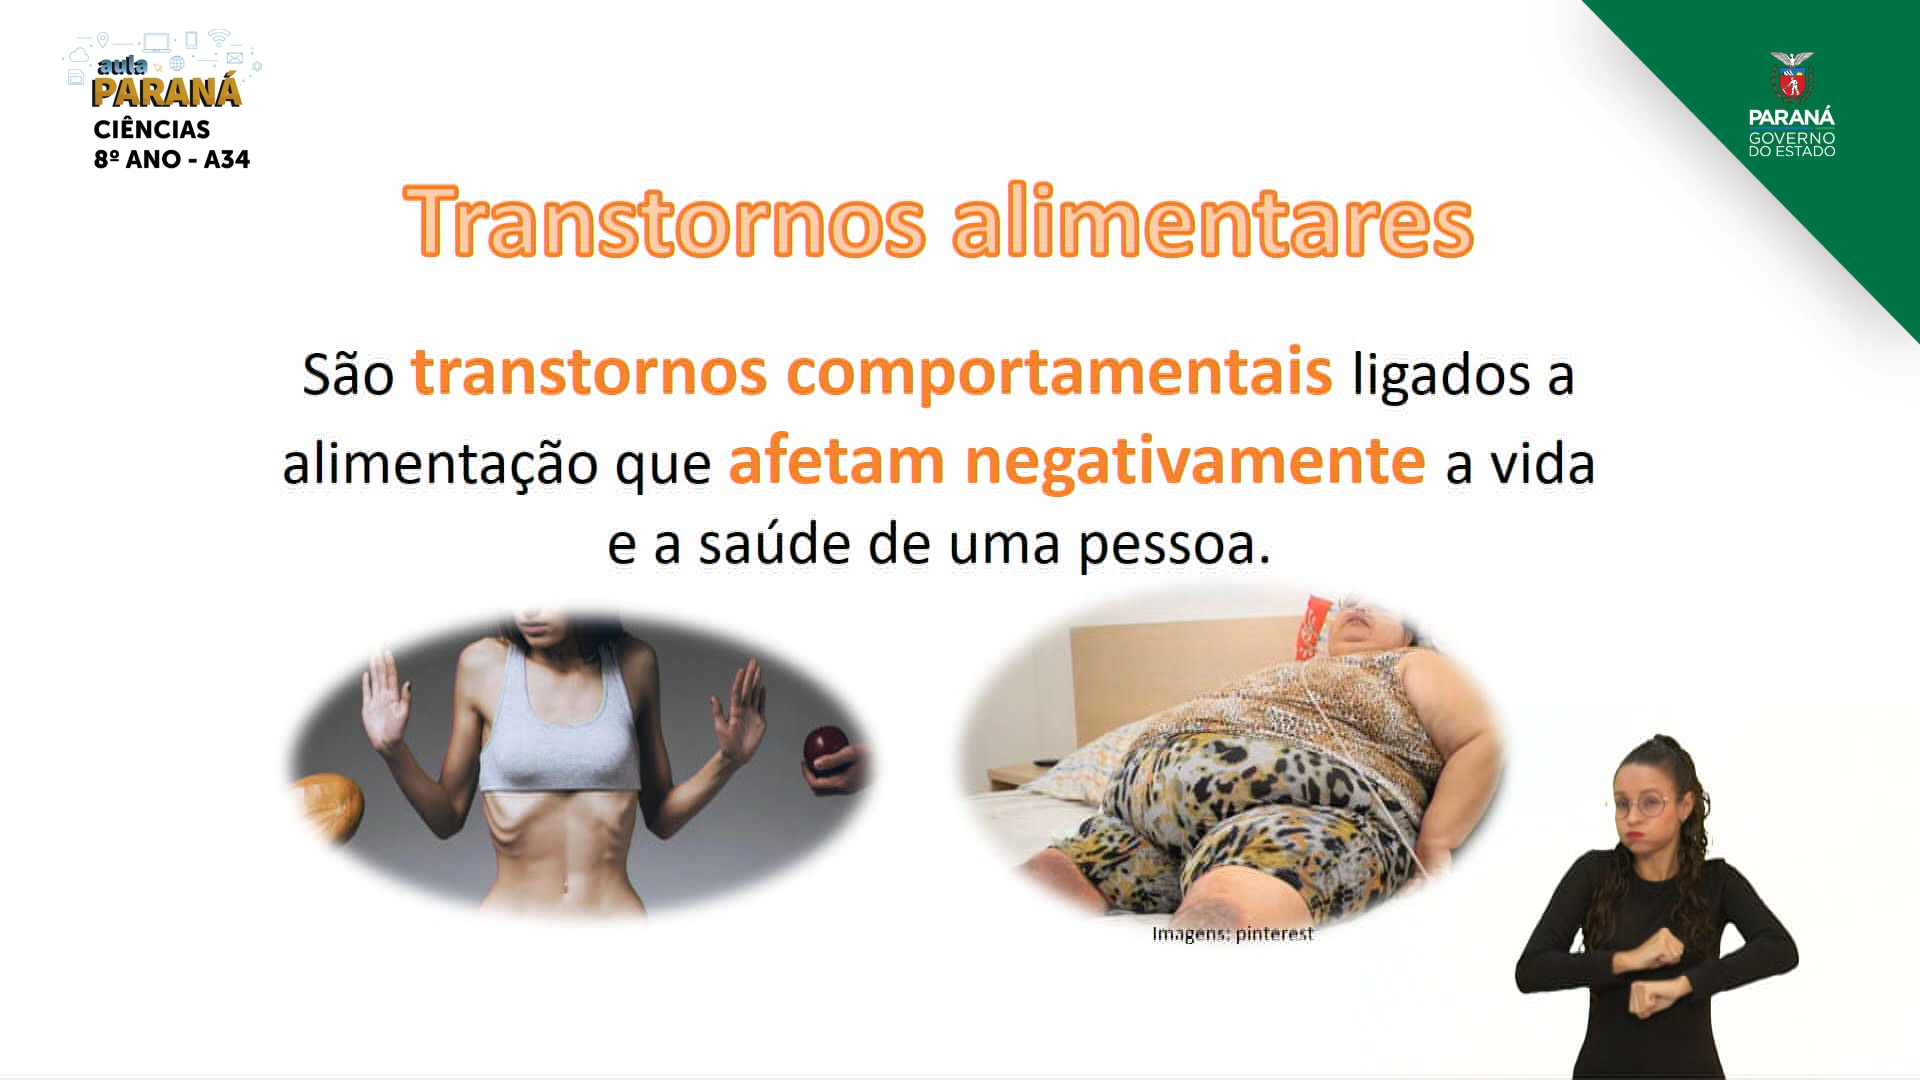 aula
PARANÁ
CIÊNCIAS
8º ANO - A34
PARANÁ
GOVERNO
DO ESTADO
Transtornos alimentares
São transtornos comportamentais ligados a
alimentação que afetam negativamente a vida
e a saúde de uma pessoa.
Imagens: pinterest